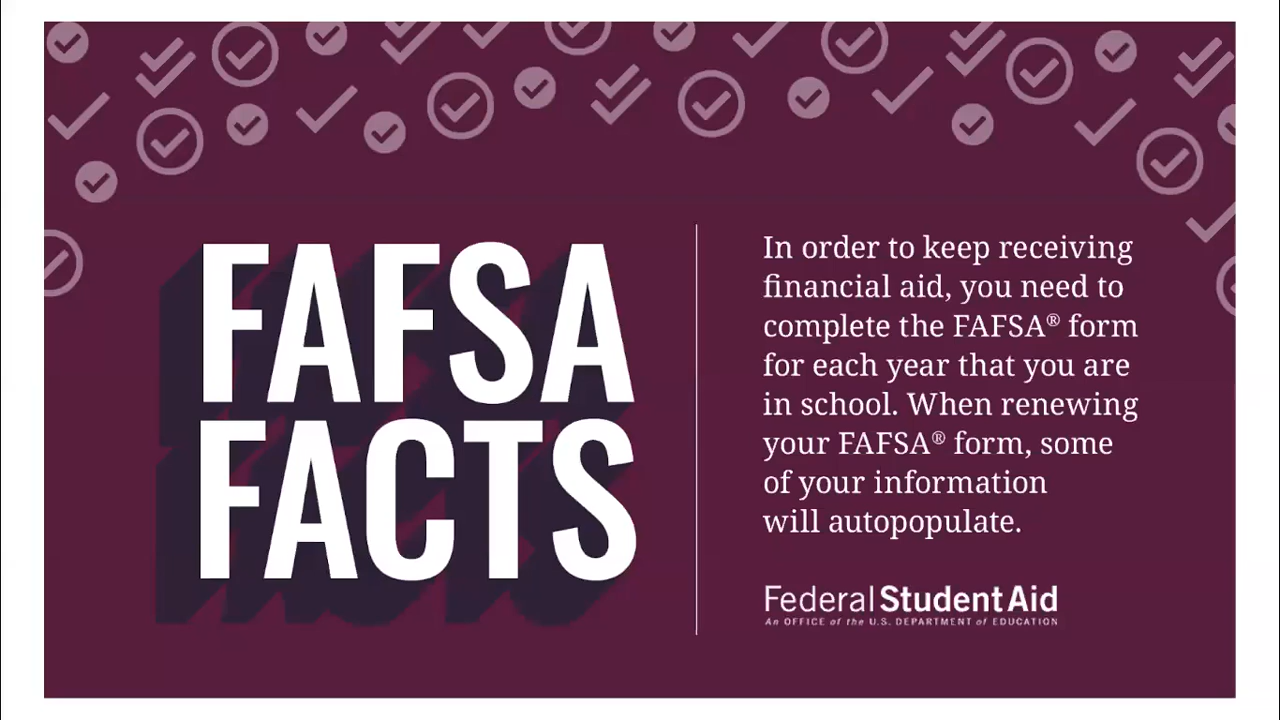 FAFSA
FACTS
In order to keep receiving
financial aid, you need to
complete the FAFSA® form
for each year that you are
in school. When renewing
your FAFSA® form, some
of your information
will autopopulate.
Federal Student Aid
An OFFICE of the U.S. DEPARTMENT of EDUCATION